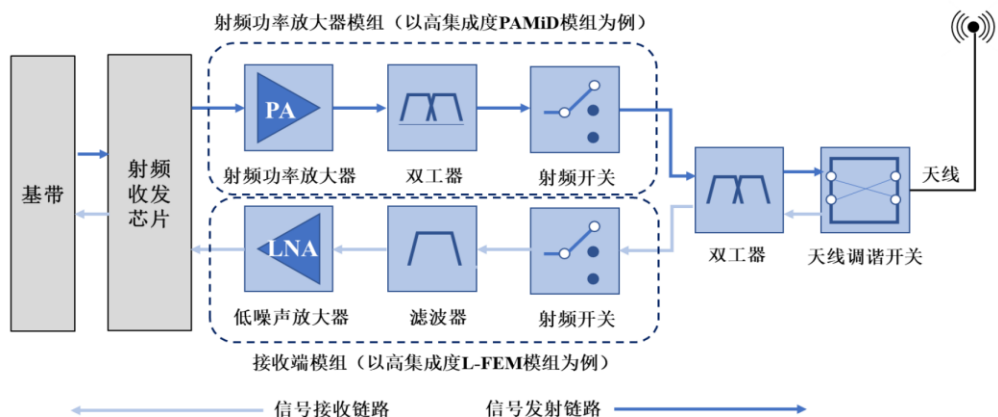 射频功率放大器模组（以高集成度PAMiD模组为例）
基带
射频
收发
芯片
PA
射频功率放大器
双工器
射频开关
LNA
低噪声放大器
滤波器
射频开关
双工器
天线调谐开关
天线
接收端模组（以高集成度L-FEM模组为例）
信号接收链路
信号发射链路